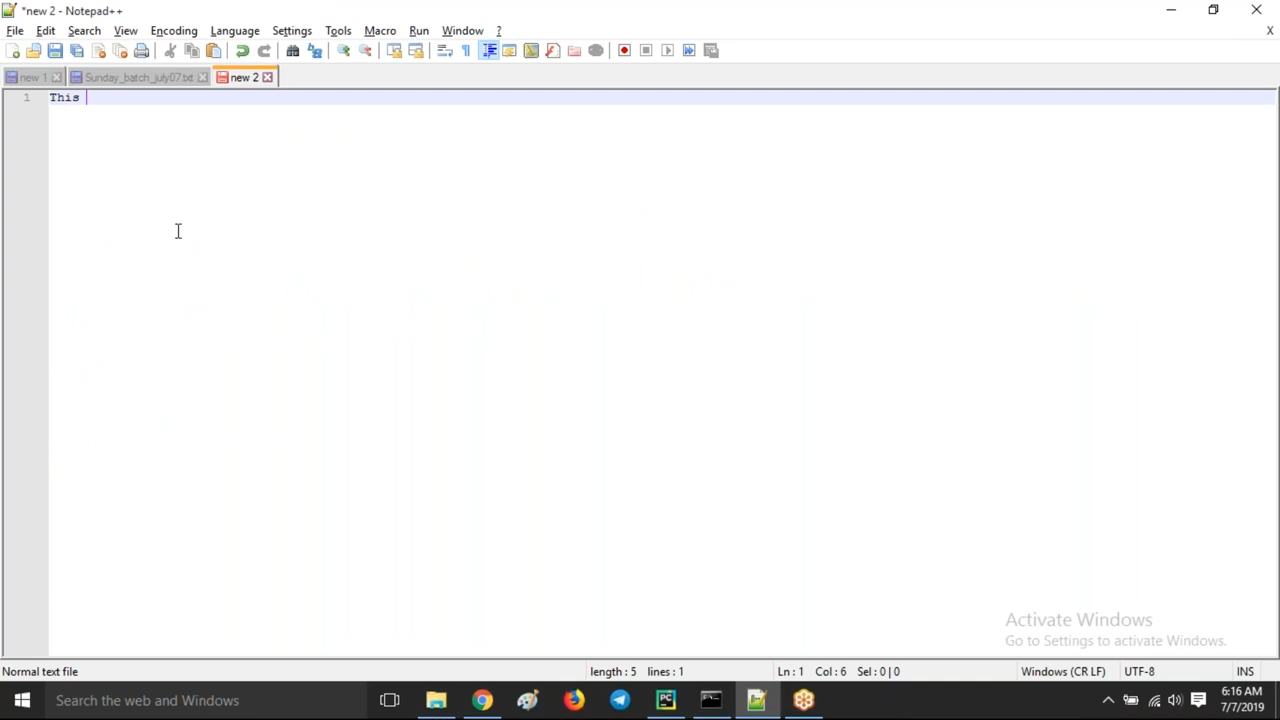 *new 2 - Notepad++
File Edit Search View Encoding Language Settings Tools Macro Run Window ? X
new 1 Sunday_batch_july07.txt new 2
1 This
Activate Windows
Go to Settings to activate Windows.
Normal text file length : 5 lines : 1 Ln : 1 Col : 6 Sel : 0 | 0 Windows (CR LF) UTF-8 INS
Search the web and Windows 6:16 AM
7/7/2019